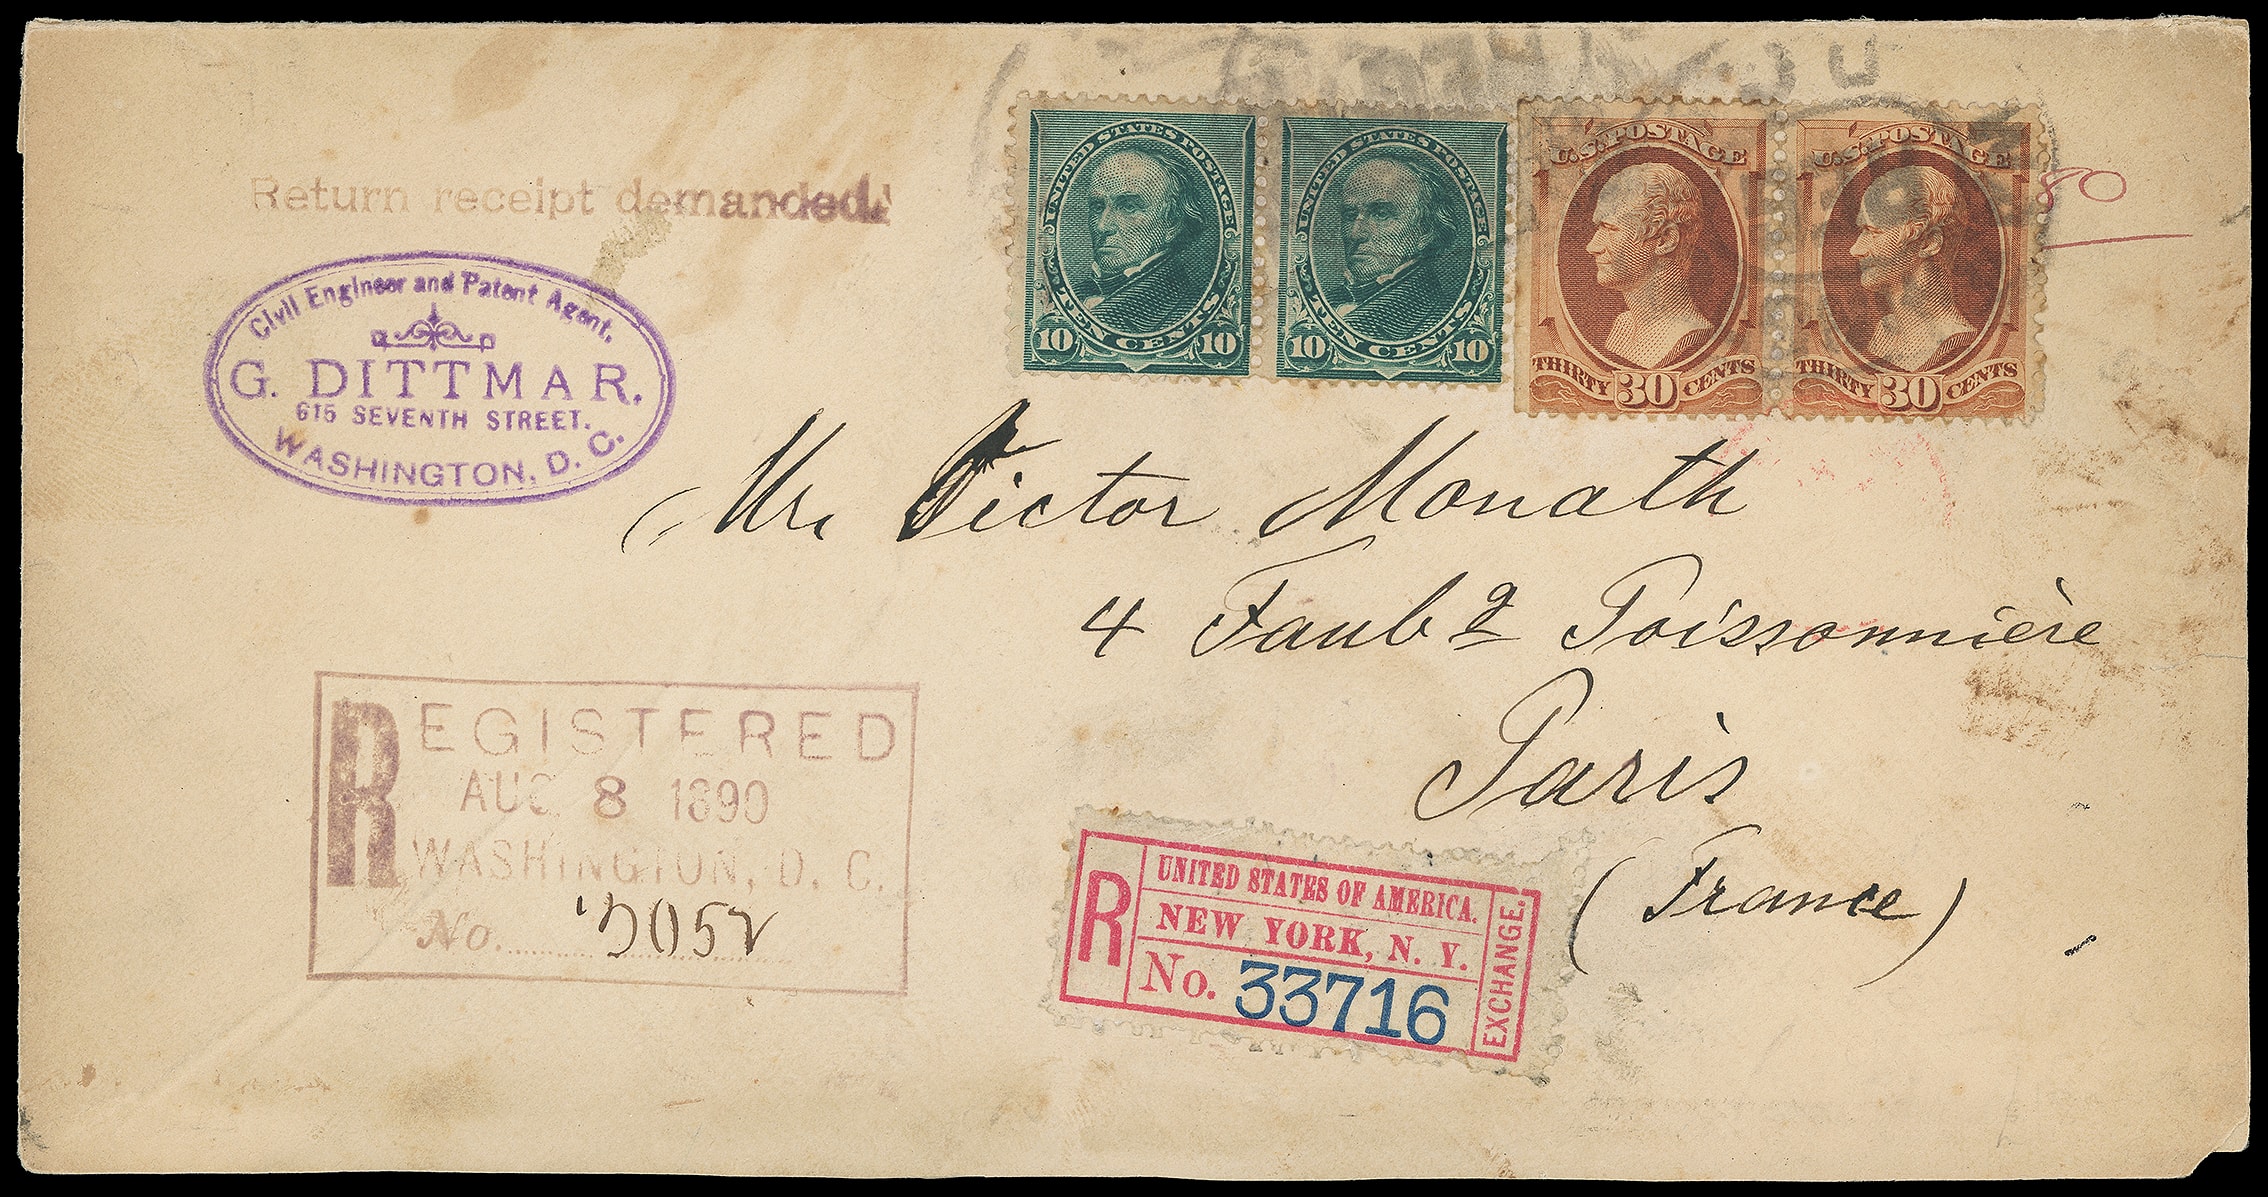 Return receipt demanded.
Civil Engineer and Patent Agent.
G. DITTMAR.
615 SEVENTH STREET.
WASHINGTON, D. C.
UNITED STATES POSTAGE
10 TEN CENTS 10
UNITED STATES POSTAGE
10 TEN CENTS 10
U.S. POSTAGE
THIRTY 30 CENTS
U.S. POSTAGE
THIRTY 30 CENTS
80
Mr. Victor Monath
4 Faub g Poissonnière
Paris
(France)
REGISTERED
AUG 8 1890
WASHINGTON, D. C.
No. 5052
R
UNITED STATES OF AMERICA.
NEW YORK, N. Y.
No. 33716
EXCHANGE.